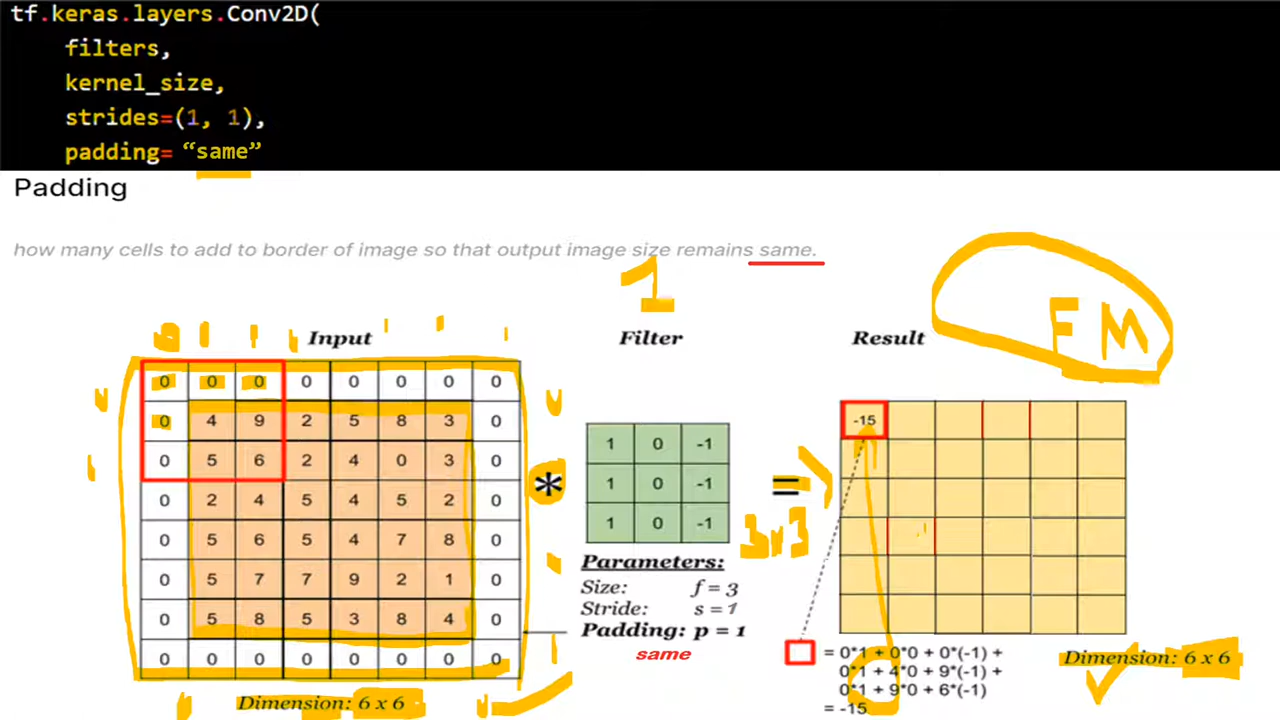 tf.keras.layers.Conv2D(
filters,
kernel_size,
strides=(1, 1),
padding= “same”
Padding
how many cells to add to border of image so that output image size remains same.
1
FM
Input
Filter
Result
0 0 0 0 0 0 0 0
0 4 9 2 5 8 3 0
0 5 6 2 4 0 3 0
0 2 4 5 4 5 2 0
0 5 6 5 4 7 8 0
0 5 7 7 9 2 1 0
0 5 8 5 3 8 4 0
0 0 0 0 0 0 0 0
Dimension: 6 x 6
*
1 0 -1
1 0 -1
1 0 -1
3x3
=
Parameters:
Size: f = 3
Stride: s = 1
Padding: p = 1
same
-15
= 0*1 + 0*0 + 0*(-1) +
0*1 + 4*0 + 9*(-1) +
0*1 + 9*0 + 6*(-1)
= -15
Dimension: 6 x 6